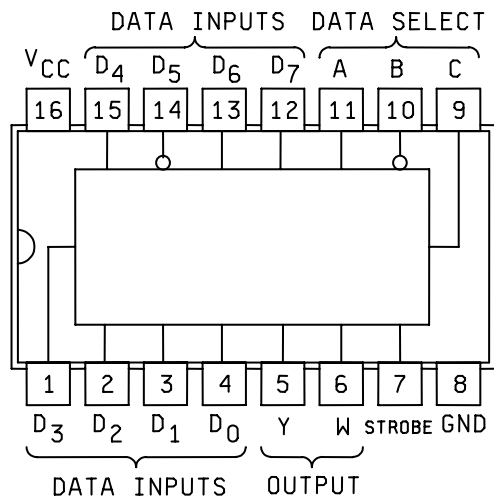 DATA INPUTS DATA SELECT
VCC D4 D5 D6 D7 A B C
16 15 14 13 12 11 10 9
1 2 3 4 5 6 7 8
D3 D2 D1 D0 Y W STROBE GND
DATA INPUTS OUTPUT